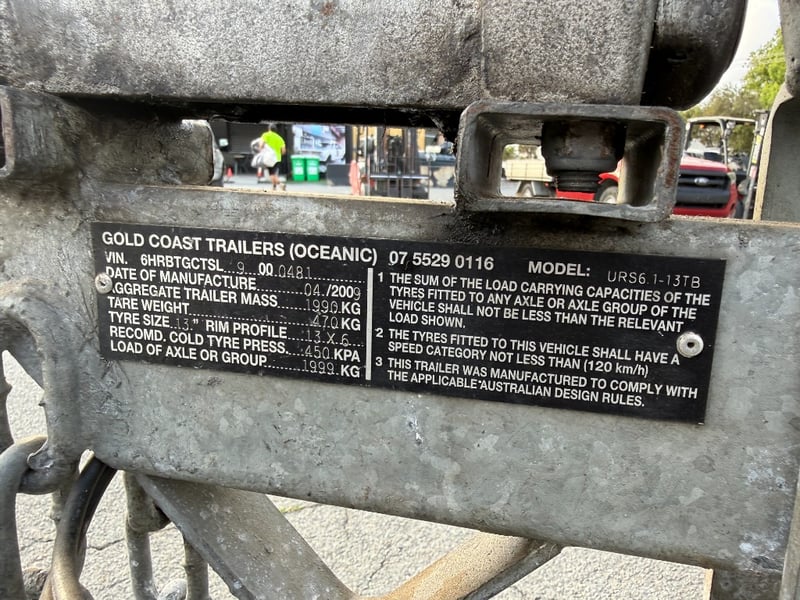 GOLD COAST TRAILERS (OCEANIC) 07 5529 0116 MODEL: URS6.1-13TB
VIN. 6HRBTGCTSL 9 00 0481
DATE OF MANUFACTURE 04/2009
AGGREGATE TRAILER MASS 1990 KG
TARE WEIGHT 470 KG
TYRE SIZE 13" RIM PROFILE 13 X 6
RECOMD. COLD TYRE PRESS 450 KPA
LOAD OF AXLE OR GROUP 1999 KG
1 THE SUM OF THE LOAD CARRYING CAPACITIES OF THE
TYRES FITTED TO ANY AXLE OR AXLE GROUP OF THE
VEHICLE SHALL NOT BE LESS THAN THE RELEVANT
LOAD SHOWN.
2 THE TYRES FITTED TO THIS VEHICLE SHALL HAVE A
SPEED CATEGORY NOT LESS THAN (120 km/h)
3 THIS TRAILER WAS MANUFACTURED TO COMPLY WITH
THE APPLICABLE AUSTRALIAN DESIGN RULES.